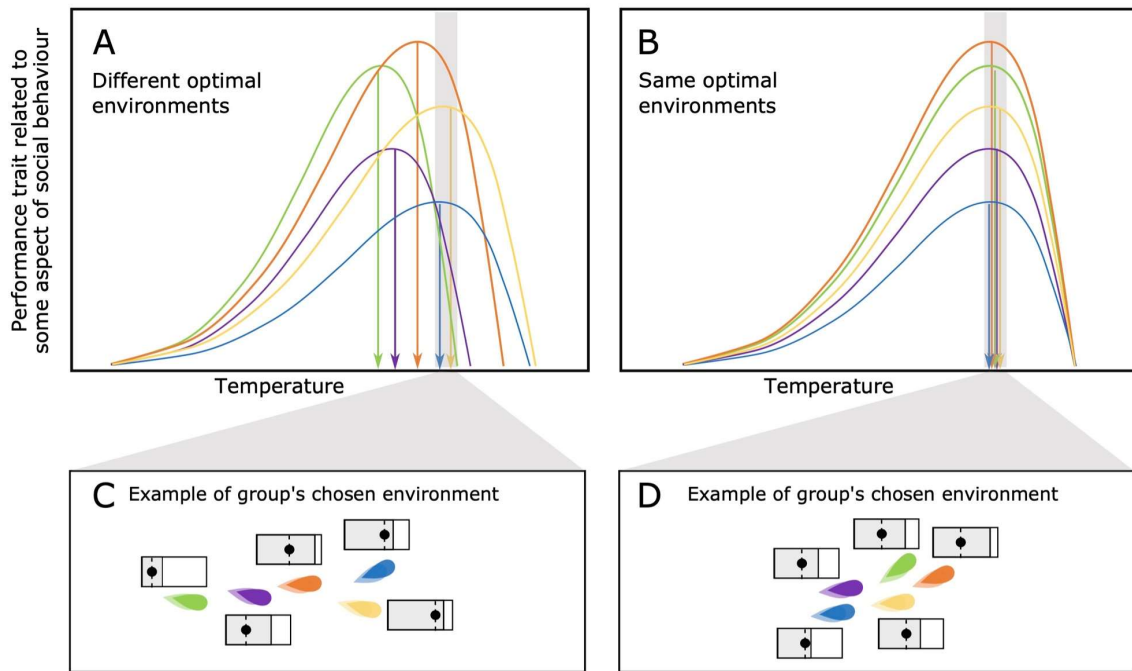 Performance trait related to
some aspect of social behaviour
A
Different optimal
environments
Temperature
B
Same optimal
environments
Temperature
C
Example of group's chosen environment
D
Example of group's chosen environment